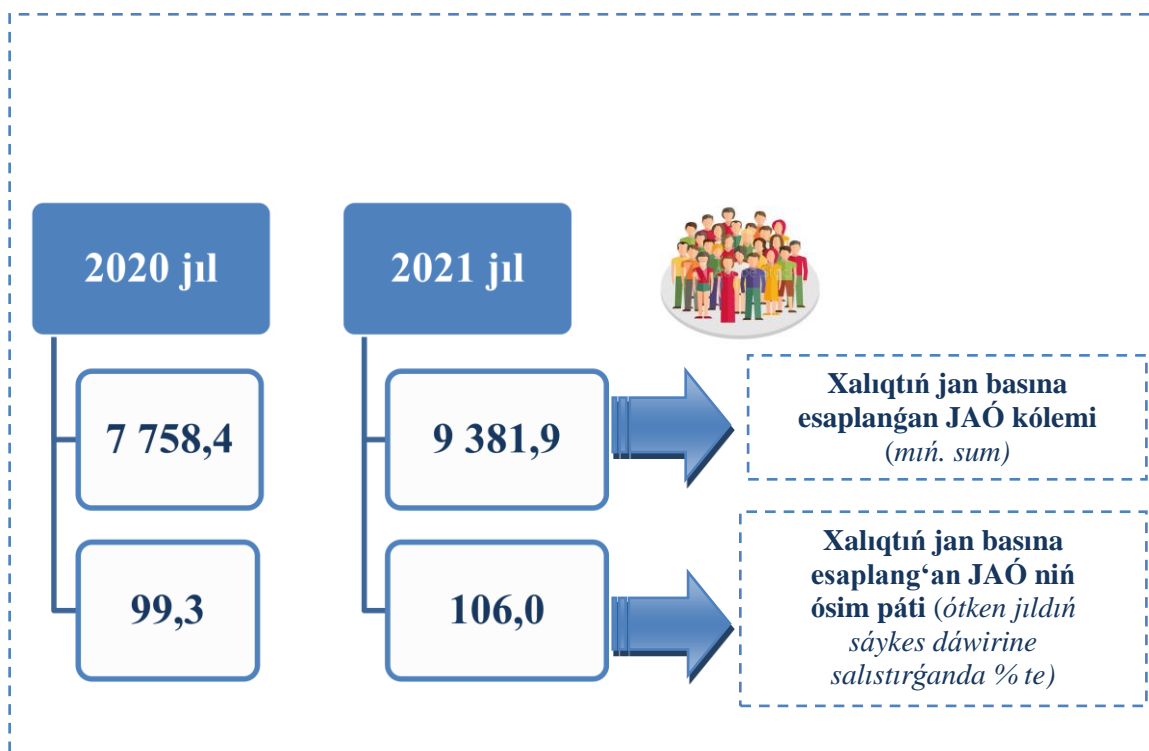 2020 jıl
2021 jıl
7 758,4
9 381,9
Xalıqtıń jan basına
esaplanǵan JAÓ kólemi
(mıń. sum)
99,3
106,0
Xalıqtıń jan basına
esaplang‘an JAÓ niń
ósim páti (ótken jıldıń
sáykes dáwirine
salıstırǵanda % te)